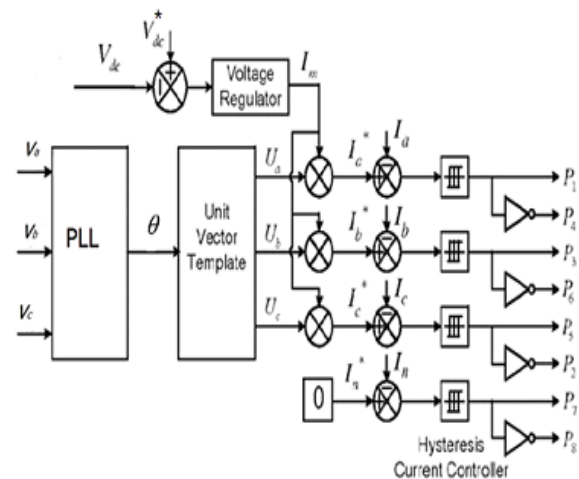 V*dc
Vdc
Voltage Regulator
Im
Va
Vb
Vc
PLL
θ
Unit Vector Template
Ua
Ub
Uc
Ic*
Ia
Ib*
Ib
Ic*
Ic
In*
In
0
P1
P4
P3
P6
P5
P2
P7
P8
Hysteresis
Current Controller